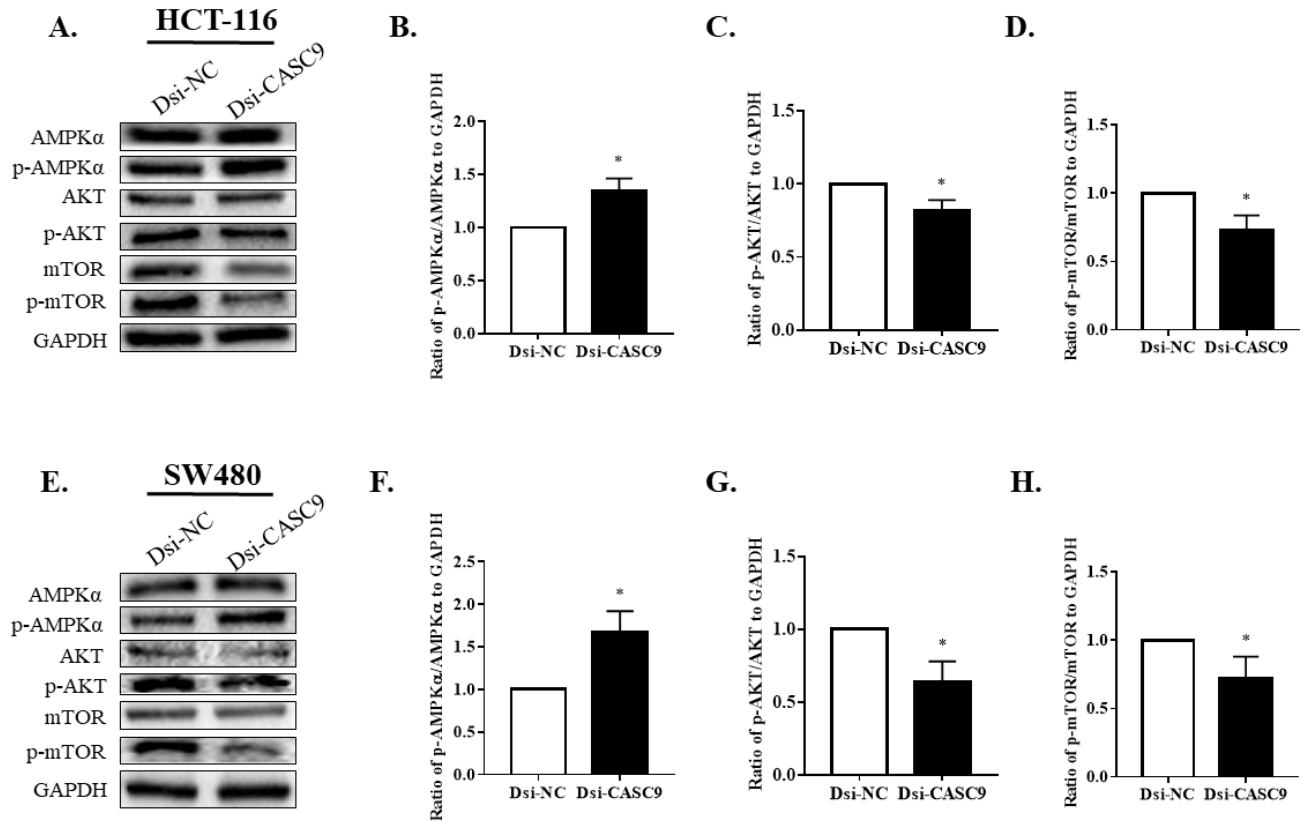 A.
HCT-116
Dsi-NC
Dsi-CASC9
AMPKα
p-AMPKα
AKT
p-AKT
mTOR
p-mTOR
GAPDH
B.
Ratio of p-AMPKα/AMPKα to GAPDH
2.0
1.5
1.0
0.5
0.0
*
Dsi-NC Dsi-CASC9
C.
Ratio of p-AKT/AKT to GAPDH
1.5
1.0
0.5
0.0
*
Dsi-NC Dsi-CASC9
D.
Ratio of p-mTOR/mTOR to GAPDH
1.5
1.0
0.5
0.0
*
Dsi-NC Dsi-CASC9
E.
SW480
Dsi-NC
Dsi-CASC9
AMPKα
p-AMPKα
AKT
p-AKT
mTOR
p-mTOR
GAPDH
F.
Ratio of p-AMPKα/AMPKα to GAPDH
2.5
2.0
1.5
1.0
0.5
0.0
*
Dsi-NC Dsi-CASC9
G.
Ratio of p-AKT/AKT to GAPDH
1.5
1.0
0.5
0.0
*
Dsi-NC Dsi-CASC9
H.
Ratio of p-mTOR/mTOR to GAPDH
1.5
1.0
0.5
0.0
*
Dsi-NC Dsi-CASC9